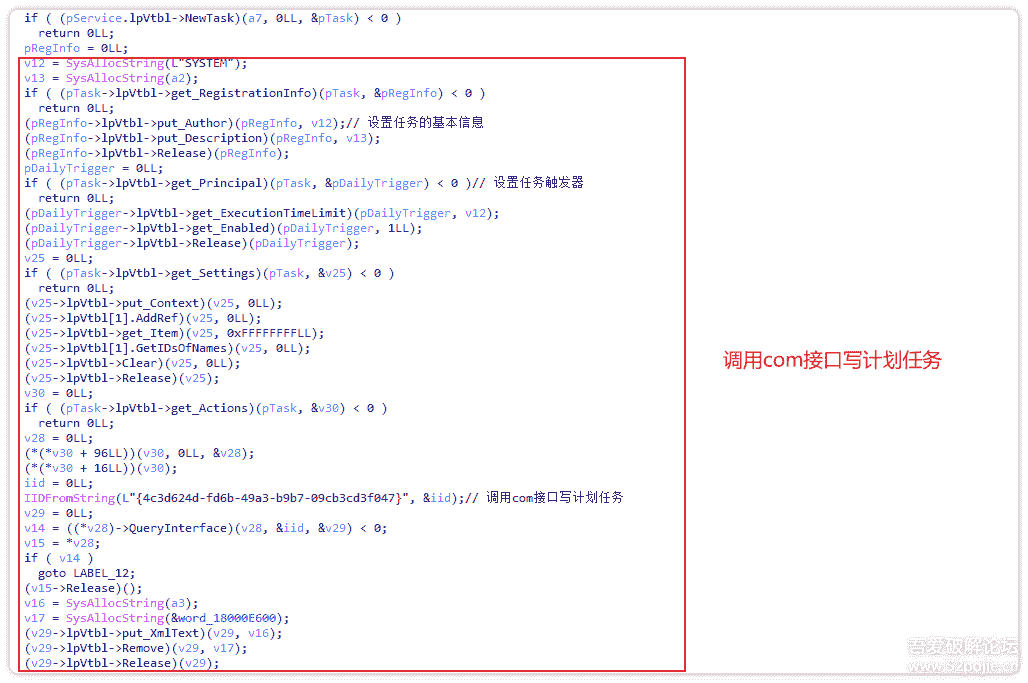 if ( (pService.lpVtbl->NewTask)(a7, 0LL, &pTask) < 0 )
return 0LL;
pRegInfo = 0LL;
v12 = SysAllocString(L"SYSTEM");
v13 = SysAllocString(a2);
if ( (pTask->lpVtbl->get_RegistrationInfo)(pTask, &pRegInfo) < 0 )
return 0LL;
(pRegInfo->lpVtbl->put_Author)(pRegInfo, v12);// 设置任务的基本信息
(pRegInfo->lpVtbl->put_Description)(pRegInfo, v13);
(pRegInfo->lpVtbl->Release)(pRegInfo);
pDailyTrigger = 0LL;
if ( (pTask->lpVtbl->get_Principal)(pTask, &pDailyTrigger) < 0 )// 设置任务触发器
return 0LL;
(pDailyTrigger->lpVtbl->get_ExecutionTimeLimit)(pDailyTrigger, v12);
(pDailyTrigger->lpVtbl->get_Enabled)(pDailyTrigger, 1LL);
(pDailyTrigger->lpVtbl->Release)(pDailyTrigger);
v25 = 0LL;
if ( (pTask->lpVtbl->get_Settings)(pTask, &v25) < 0 )
return 0LL;
(v25->lpVtbl->put_Context)(v25, 0LL);
(v25->lpVtbl[1].AddRef)(v25, 0LL);
(v25->lpVtbl->get_Item)(v25, 0xFFFFFFFFLL);
(v25->lpVtbl[1].GetIDsOfNames)(v25, 0LL);
(v25->lpVtbl->Clear)(v25, 0LL);
(v25->lpVtbl->Release)(v25);
v30 = 0LL;
if ( (pTask->lpVtbl->get_Actions)(pTask, &v30) < 0 )
return 0LL;
v28 = 0LL;
(*(*v30 + 96LL))(v30, 0LL, &v28);
(*(*v30 + 16LL))(v30);
iid = 0LL;
IIDFromString(L"{4c3d624d-fd6b-49a3-b9b7-09cb3cd3f047}", &iid);// 调用com接口写计划任务
v29 = 0LL;
v14 = ((*v28)->QueryInterface)(v28, &iid, &v29) < 0;
v15 = *v28;
if ( v14 )
goto LABEL_12;
(v15->Release)();
v16 = SysAllocString(a3);
v17 = SysAllocString(&word_18000E600);
(v29->lpVtbl->put_XmlText)(v29, v16);
(v29->lpVtbl->Remove)(v29, v17);
(v29->lpVtbl->Release)(v29);
调用com接口写计划任务
吾爱破解论坛
www.52pojie.cn